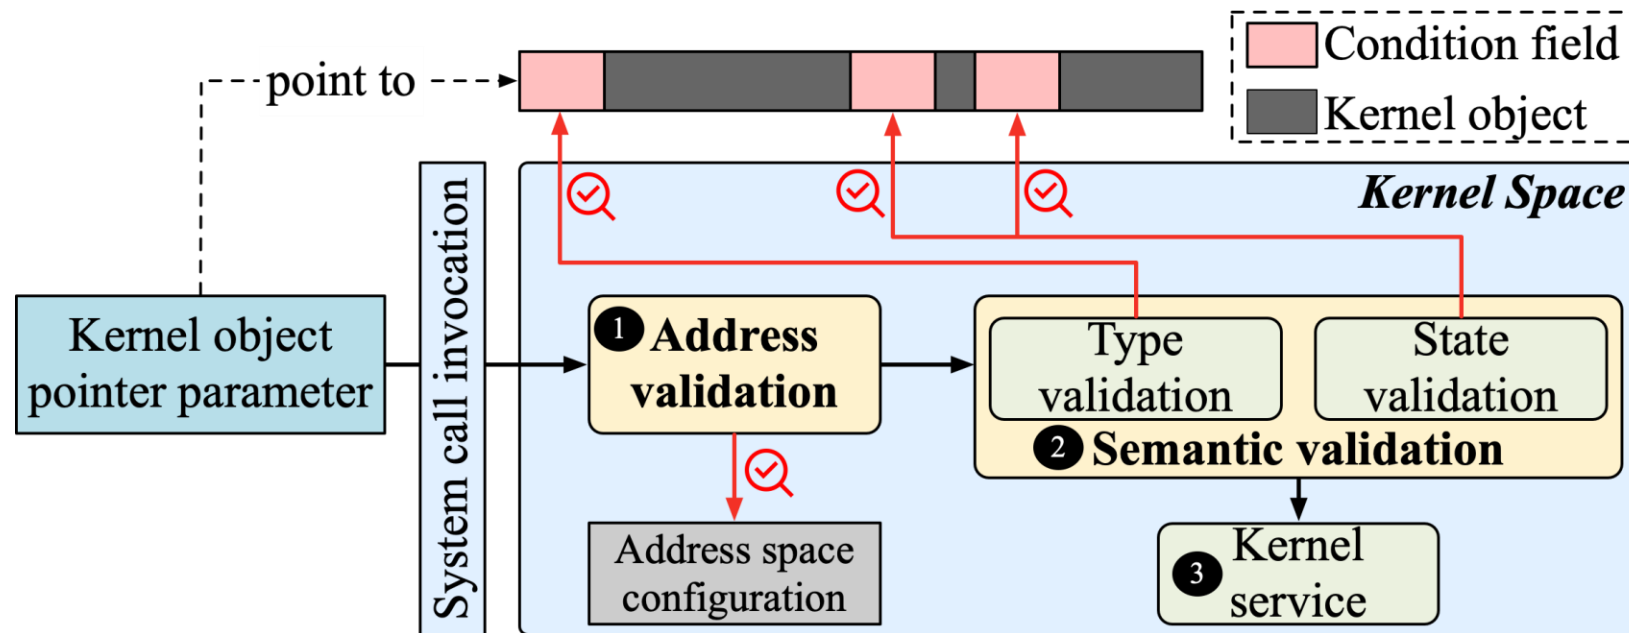 point to
Condition field
Kernel object
Kernel Space
System call invocation
Kernel object
pointer parameter
1 Address
validation
Type
validation
State
validation
2 Semantic validation
Address space
configuration
3 Kernel
service